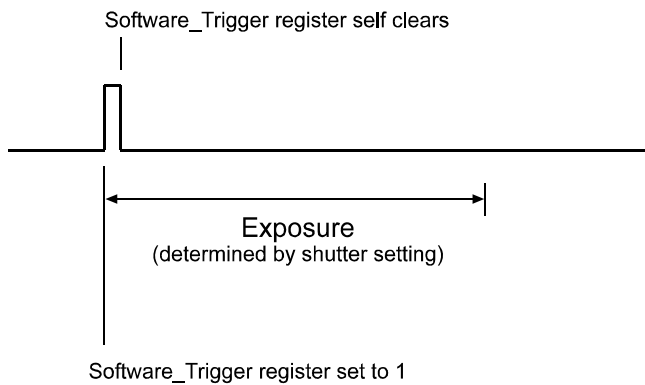 Software_Trigger register self clears
Exposure
(determined by shutter setting)
Software_Trigger register set to 1